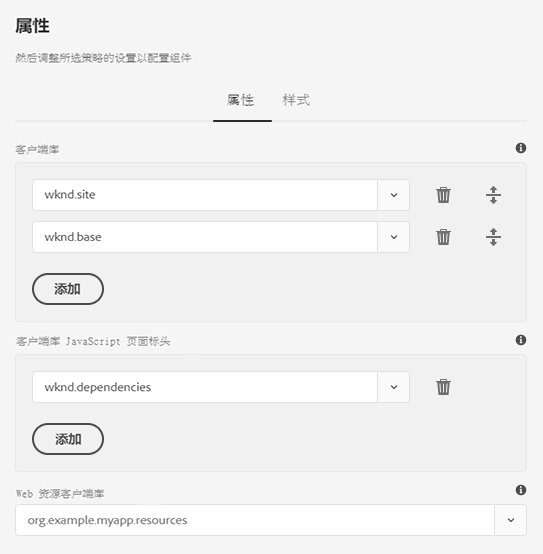 属性
然后调整所选策略的设置以配置组件
属性 样式
客户端库
wknd.site
wknd.base
添加
客户端库 JavaScript 页面标头
wknd.dependencies
添加
Web 资源客户端库
org.example.myapp.resources